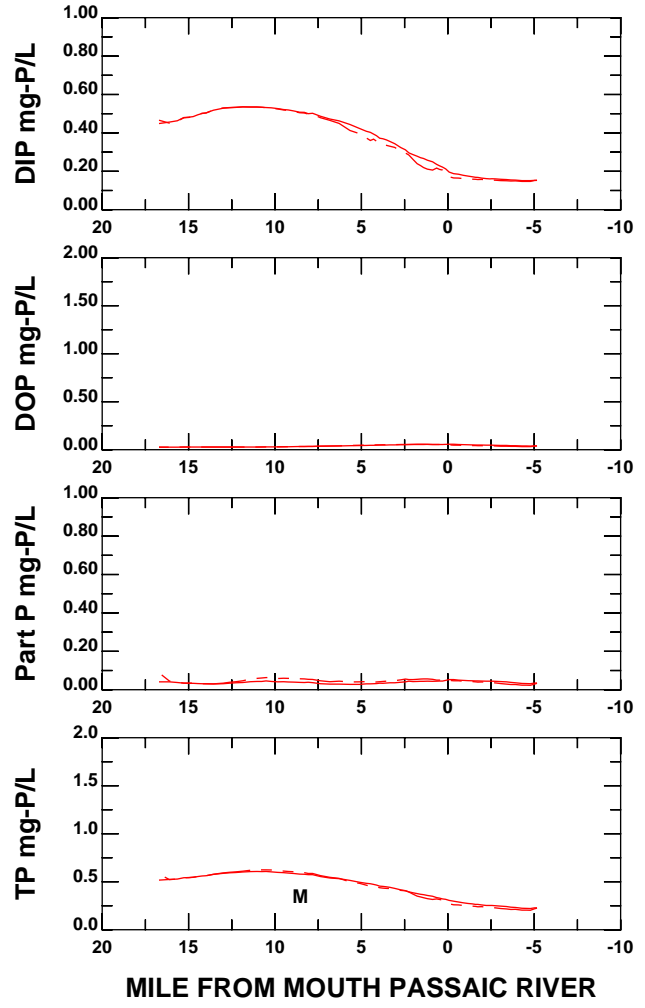 DIP mg-P/L
1.00
0.80
0.60
0.40
0.20
0.00
20 15 10 5 0 -5 -10
DOP mg-P/L
2.00
1.50
1.00
0.50
0.00
20 15 10 5 0 -5 -10
Part P mg-P/L
1.00
0.80
0.60
0.40
0.20
0.00
20 15 10 5 0 -5 -10
TP mg-P/L
2.0
1.5
1.0
0.5
0.0
M
20 15 10 5 0 -5 -10
MILE FROM MOUTH PASSAIC RIVER